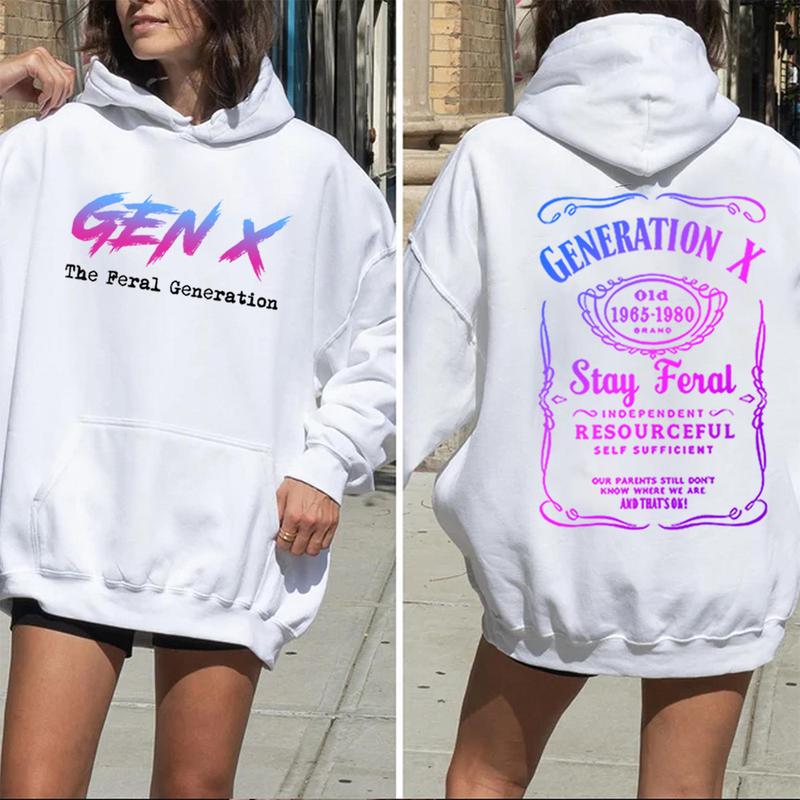 GEN X
The Feral Generation
GENERATION X
Old
1965-1980
BRAND
Stay Feral
INDEPENDENT
RESOURCEFUL
SELF SUFFICIENT
OUR PARENTS STILL DON'T
KNOW WHERE WE ARE
AND THAT'S OK!